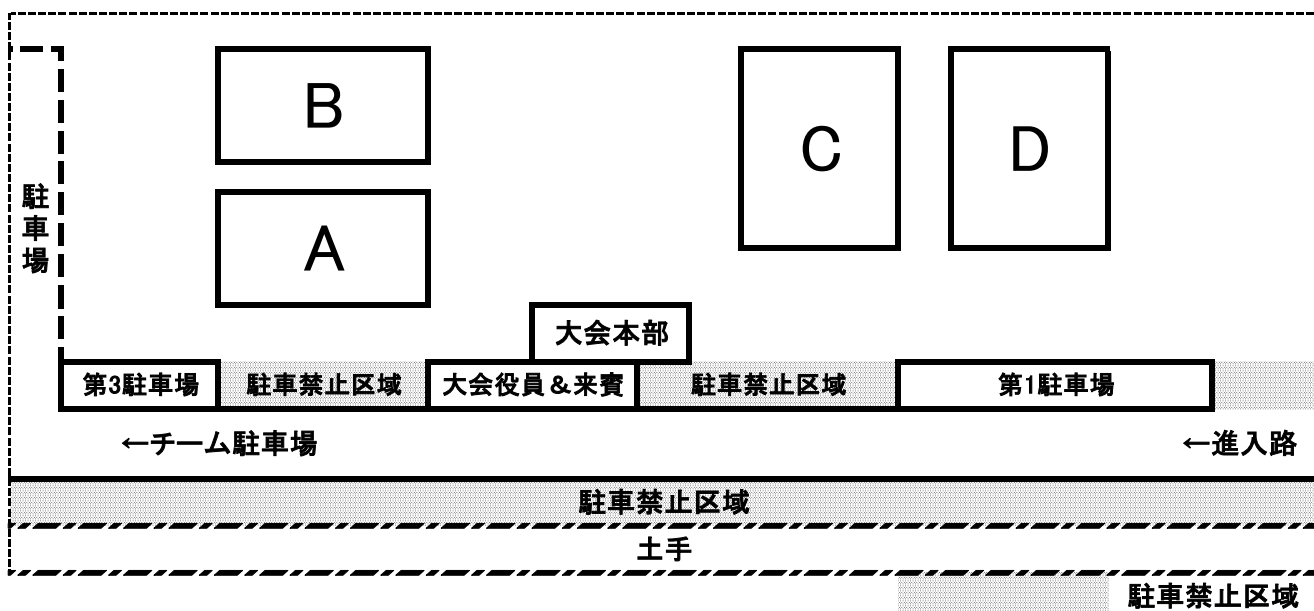 B
C
D
駐車場
A
大会本部
第3駐車場
駐車禁止区域
大会役員＆来賓
駐車禁止区域
第1駐車場
←チーム駐車場
←進入路
駐車禁止区域
土手
駐車禁止区域